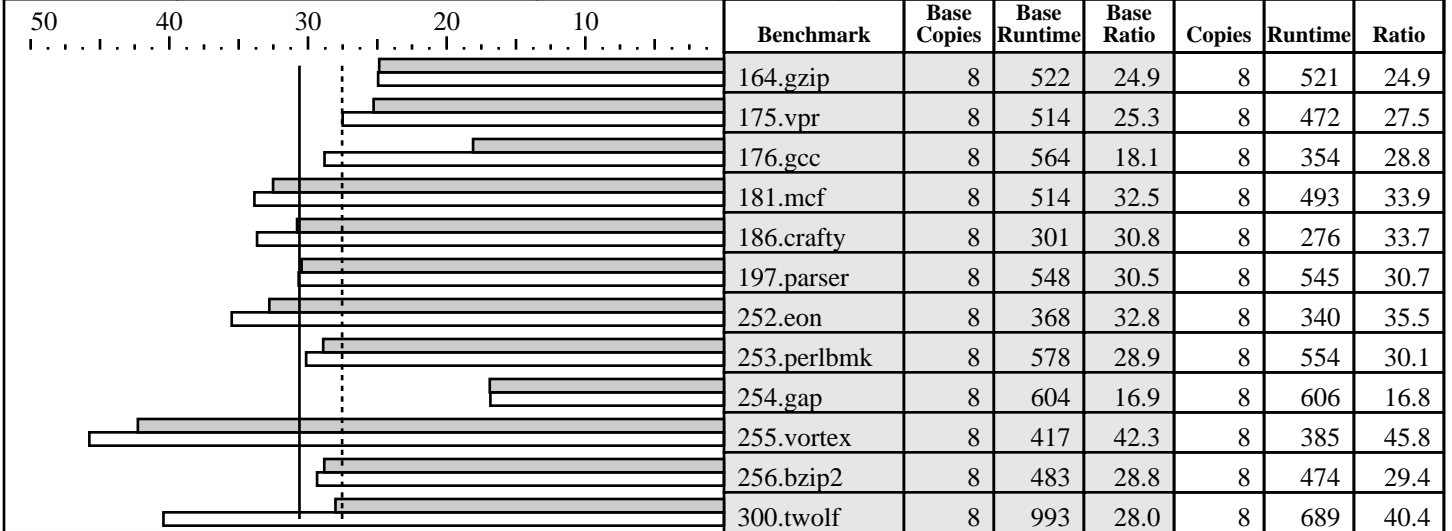 50 40 30 20 10
Benchmark Base Copies Base Runtime Base Ratio Copies Runtime Ratio
164.gzip 8 522 24.9 8 521 24.9
175.vpr 8 514 25.3 8 472 27.5
176.gcc 8 564 18.1 8 354 28.8
181.mcf 8 514 32.5 8 493 33.9
186.crafty 8 301 30.8 8 276 33.7
197.parser 8 548 30.5 8 545 30.7
252.eon 8 368 32.8 8 340 35.5
253.perlbmk 8 578 28.9 8 554 30.1
254.gap 8 604 16.9 8 606 16.8
255.vortex 8 417 42.3 8 385 45.8
256.bzip2 8 483 28.8 8 474 29.4
300.twolf 8 993 28.0 8 689 40.4